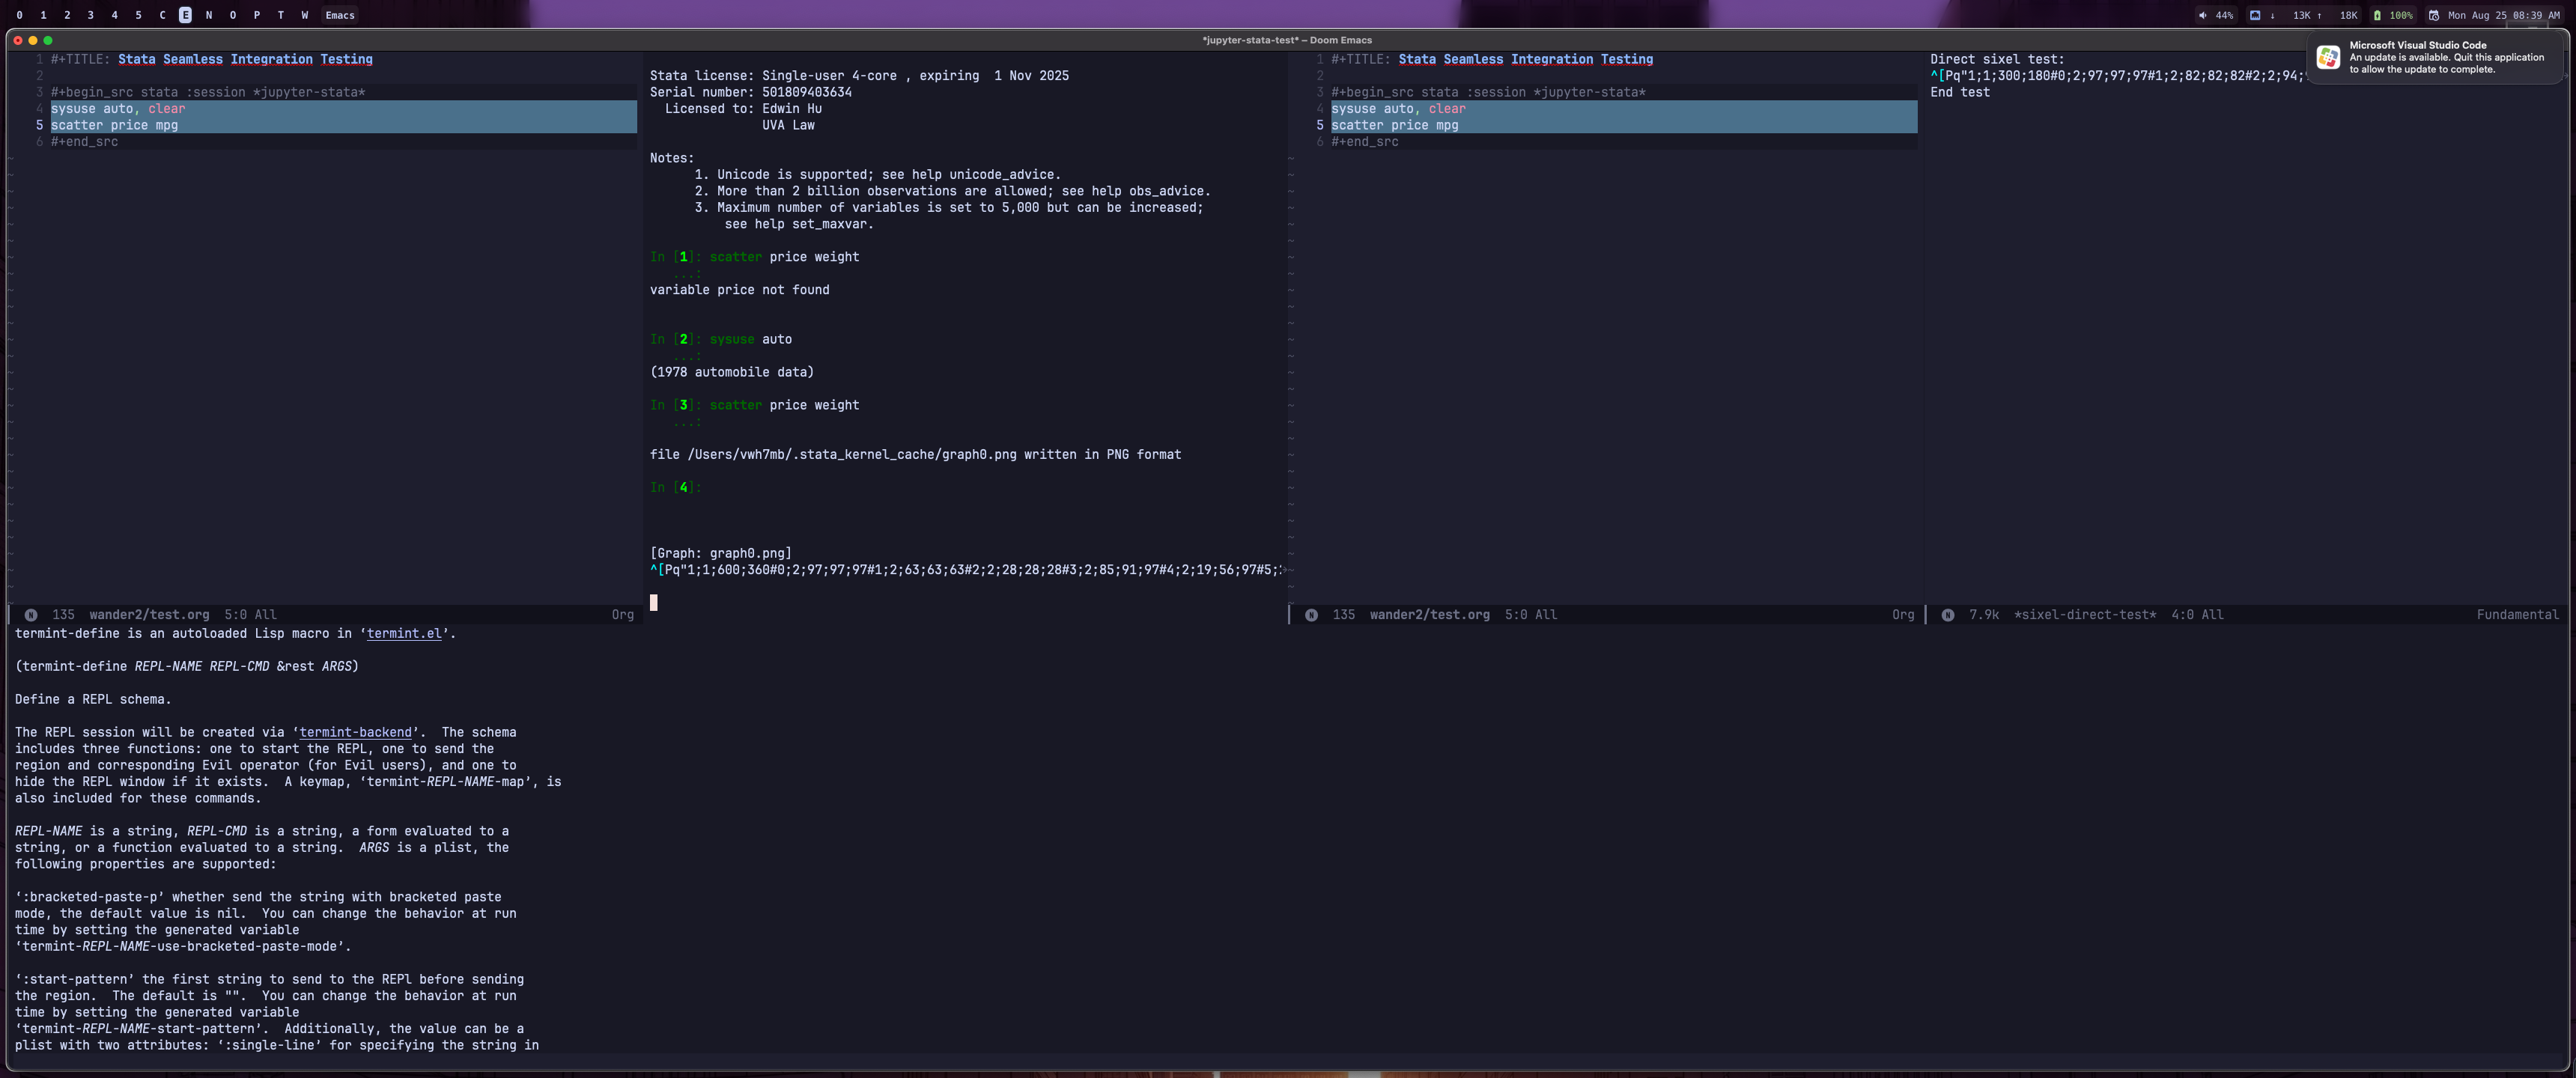 0 1 2 3 4 5 C E N O P T W Emacs
44% ↓ 13K ↑ 18K 100% Mon Aug 25 08:39 AM
*jupyter-stata-test* – Doom Emacs
Microsoft Visual Studio Code
An update is available. Quit this application
to allow the update to complete.
1 #+TITLE: Stata Seamless Integration Testing
2
3 #+begin_src stata :session *jupyter-stata*
4 sysuse auto, clear
5 scatter price mpg
6 #+end_src
N 135 wander2/test.org 5:0 All Org
Stata license: Single-user 4-core , expiring  1 Nov 2025
Serial number: 501809403634
Licensed to: Edwin Hu
UVA Law
Notes:
1. Unicode is supported; see help unicode_advice.
2. More than 2 billion observations are allowed; see help obs_advice.
3. Maximum number of variables is set to 5,000 but can be increased;
see help set_maxvar.
In [1]: scatter price weight
...:
variable price not found
In [2]: sysuse auto
...:
(1978 automobile data)
In [3]: scatter price weight
...:
file /Users/vwh7mb/.stata_kernel_cache/graph0.png written in PNG format
In [4]:
[Graph: graph0.png]
^[Pq"1;1;600;360#0;2;97;97;97#1;2;63;63;63#2;2;28;28;28#3;2;85;91;97#4;2;19;56;97#5;
1 #+TITLE: Stata Seamless Integration Testing
2
3 #+begin_src stata :session *jupyter-stata*
4 sysuse auto, clear
5 scatter price mpg
6 #+end_src
N 135 wander2/test.org 5:0 All Org
Direct sixel test:
^[Pq"1;1;300;180#0;2;97;97;97#1;2;82;82;82#2;2;94;
End test
N 7.9k *sixel-direct-test* 4:0 All Fundamental
termint-define is an autoloaded Lisp macro in ‘termint.el’.
(termint-define REPL-NAME REPL-CMD &rest ARGS)
Define a REPL schema.
The REPL session will be created via ‘termint-backend’.  The schema
includes three functions: one to start the REPL, one to send the
region and corresponding Evil operator (for Evil users), and one to
hide the REPL window if it exists.  A keymap, ‘termint-REPL-NAME-map’, is
also included for these commands.
REPL-NAME is a string, REPL-CMD is a string, a form evaluated to a
string, or a function evaluated to a string.  ARGS is a plist, the
following properties are supported:
‘:bracketed-paste-p’ whether send the string with bracketed paste
mode, the default value is nil.  You can change the behavior at run
time by setting the generated variable
‘termint-REPL-NAME-use-bracketed-paste-mode’.
‘:start-pattern’ the first string to send to the REPl before sending
the region.  The default is "".  You can change the behavior at run
time by setting the generated variable
‘termint-REPL-NAME-start-pattern’.  Additionally, the value can be a
plist with two attributes: ‘:single-line’ for specifying the string in